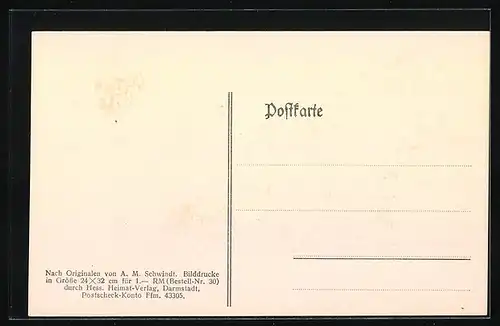 Postkarte
Nach Originalen von A. M. Schwindt. Bilddrucke
in Größe 24×32 cm für 1.— RM (Bestell-Nr. 30)
durch Hess. Heimat-Verlag, Darmstadt,
Postscheck-Konto Ffm. 43305.